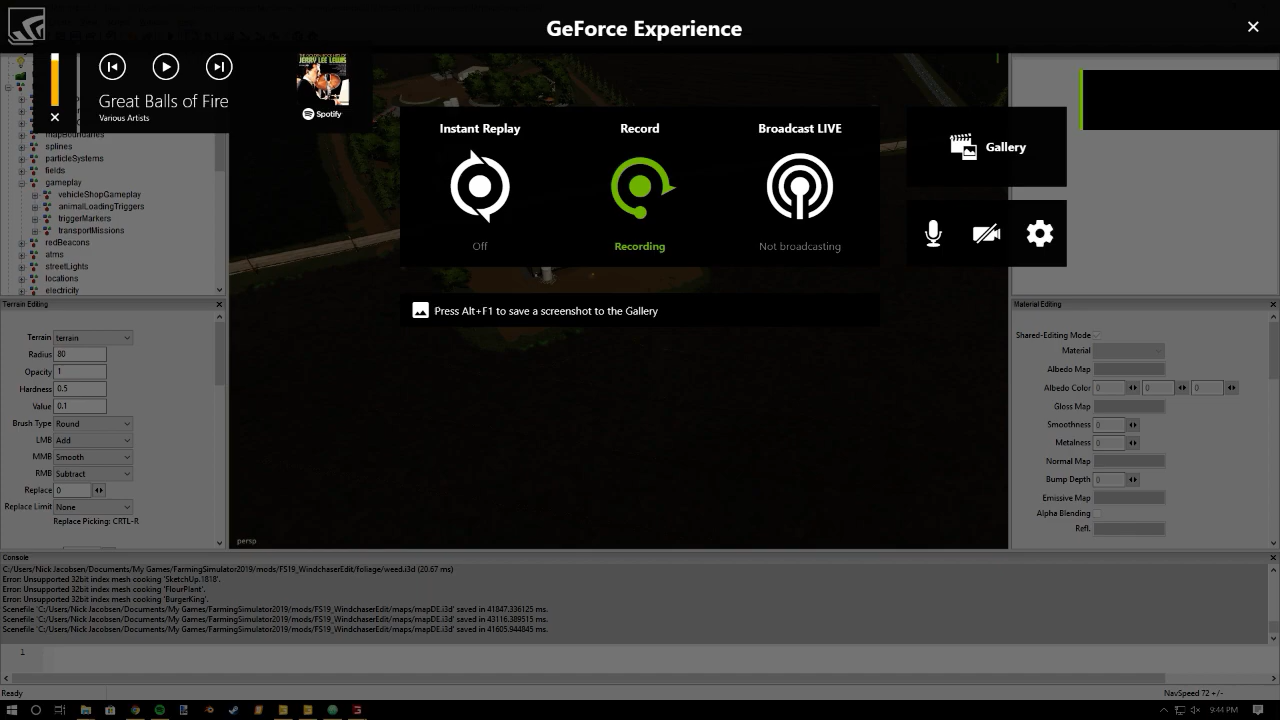 GeForce Experience
Great Balls of Fire
Various Artists
JERRY LEE LEWIS
Spotify
Instant Replay
Off
Record
Recording
Broadcast LIVE
Not broadcasting
Gallery
Press Alt+F1 to save a screenshot to the Gallery
mapBoundaries
splines
particleSystems
fields
gameplay
vehicleShopGameplay
animalLoadingTriggers
triggerMarkers
transportMissions
redBeacons
atms
streetLights
locations
electricity
Terrain Editing
Terrain terrain
Radius 80
Opacity 1
Hardness 0.5
Value 0.1
Brush Type Round
LMB Add
MMB Smooth
RMB Subtract
Replace 0
Replace Limit None
Replace Picking: CRTL-R
persp
Material Editing
Shared-Editing Mode
Material
Albedo Map
Albedo Color 0 0 0
Gloss Map
Smoothness 0
Metalness 0
Normal Map
Bump Depth 0
Emissive Map
Alpha Blending
Refl.
Console
C:/Users/Nick Jacobsen/Documents/My Games/FarmingSimulator2019/mods/FS19_WindchaserEdit/foliage/weed.i3d (20.67 ms)
Error: Unsupported 32bit index mesh cooking 'SketchUp.1818'.
Error: Unsupported 32bit index mesh cooking 'FlourPlant'.
Error: Unsupported 32bit index mesh cooking 'BurgerKing'.
Scenefile 'C:/Users/Nick Jacobsen/Documents/My Games/FarmingSimulator2019/mods/FS19_WindchaserEdit/maps/mapDE.i3d' saved in 41847.336125 ms.
Scenefile 'C:/Users/Nick Jacobsen/Documents/My Games/FarmingSimulator2019/mods/FS19_WindchaserEdit/maps/mapDE.i3d' saved in 43116.389515 ms.
Scenefile 'C:/Users/Nick Jacobsen/Documents/My Games/FarmingSimulator2019/mods/FS19_WindchaserEdit/maps/mapDE.i3d' saved in 41605.944845 ms.
1
Ready
NavSpeed 72 +/-
9:44 PM